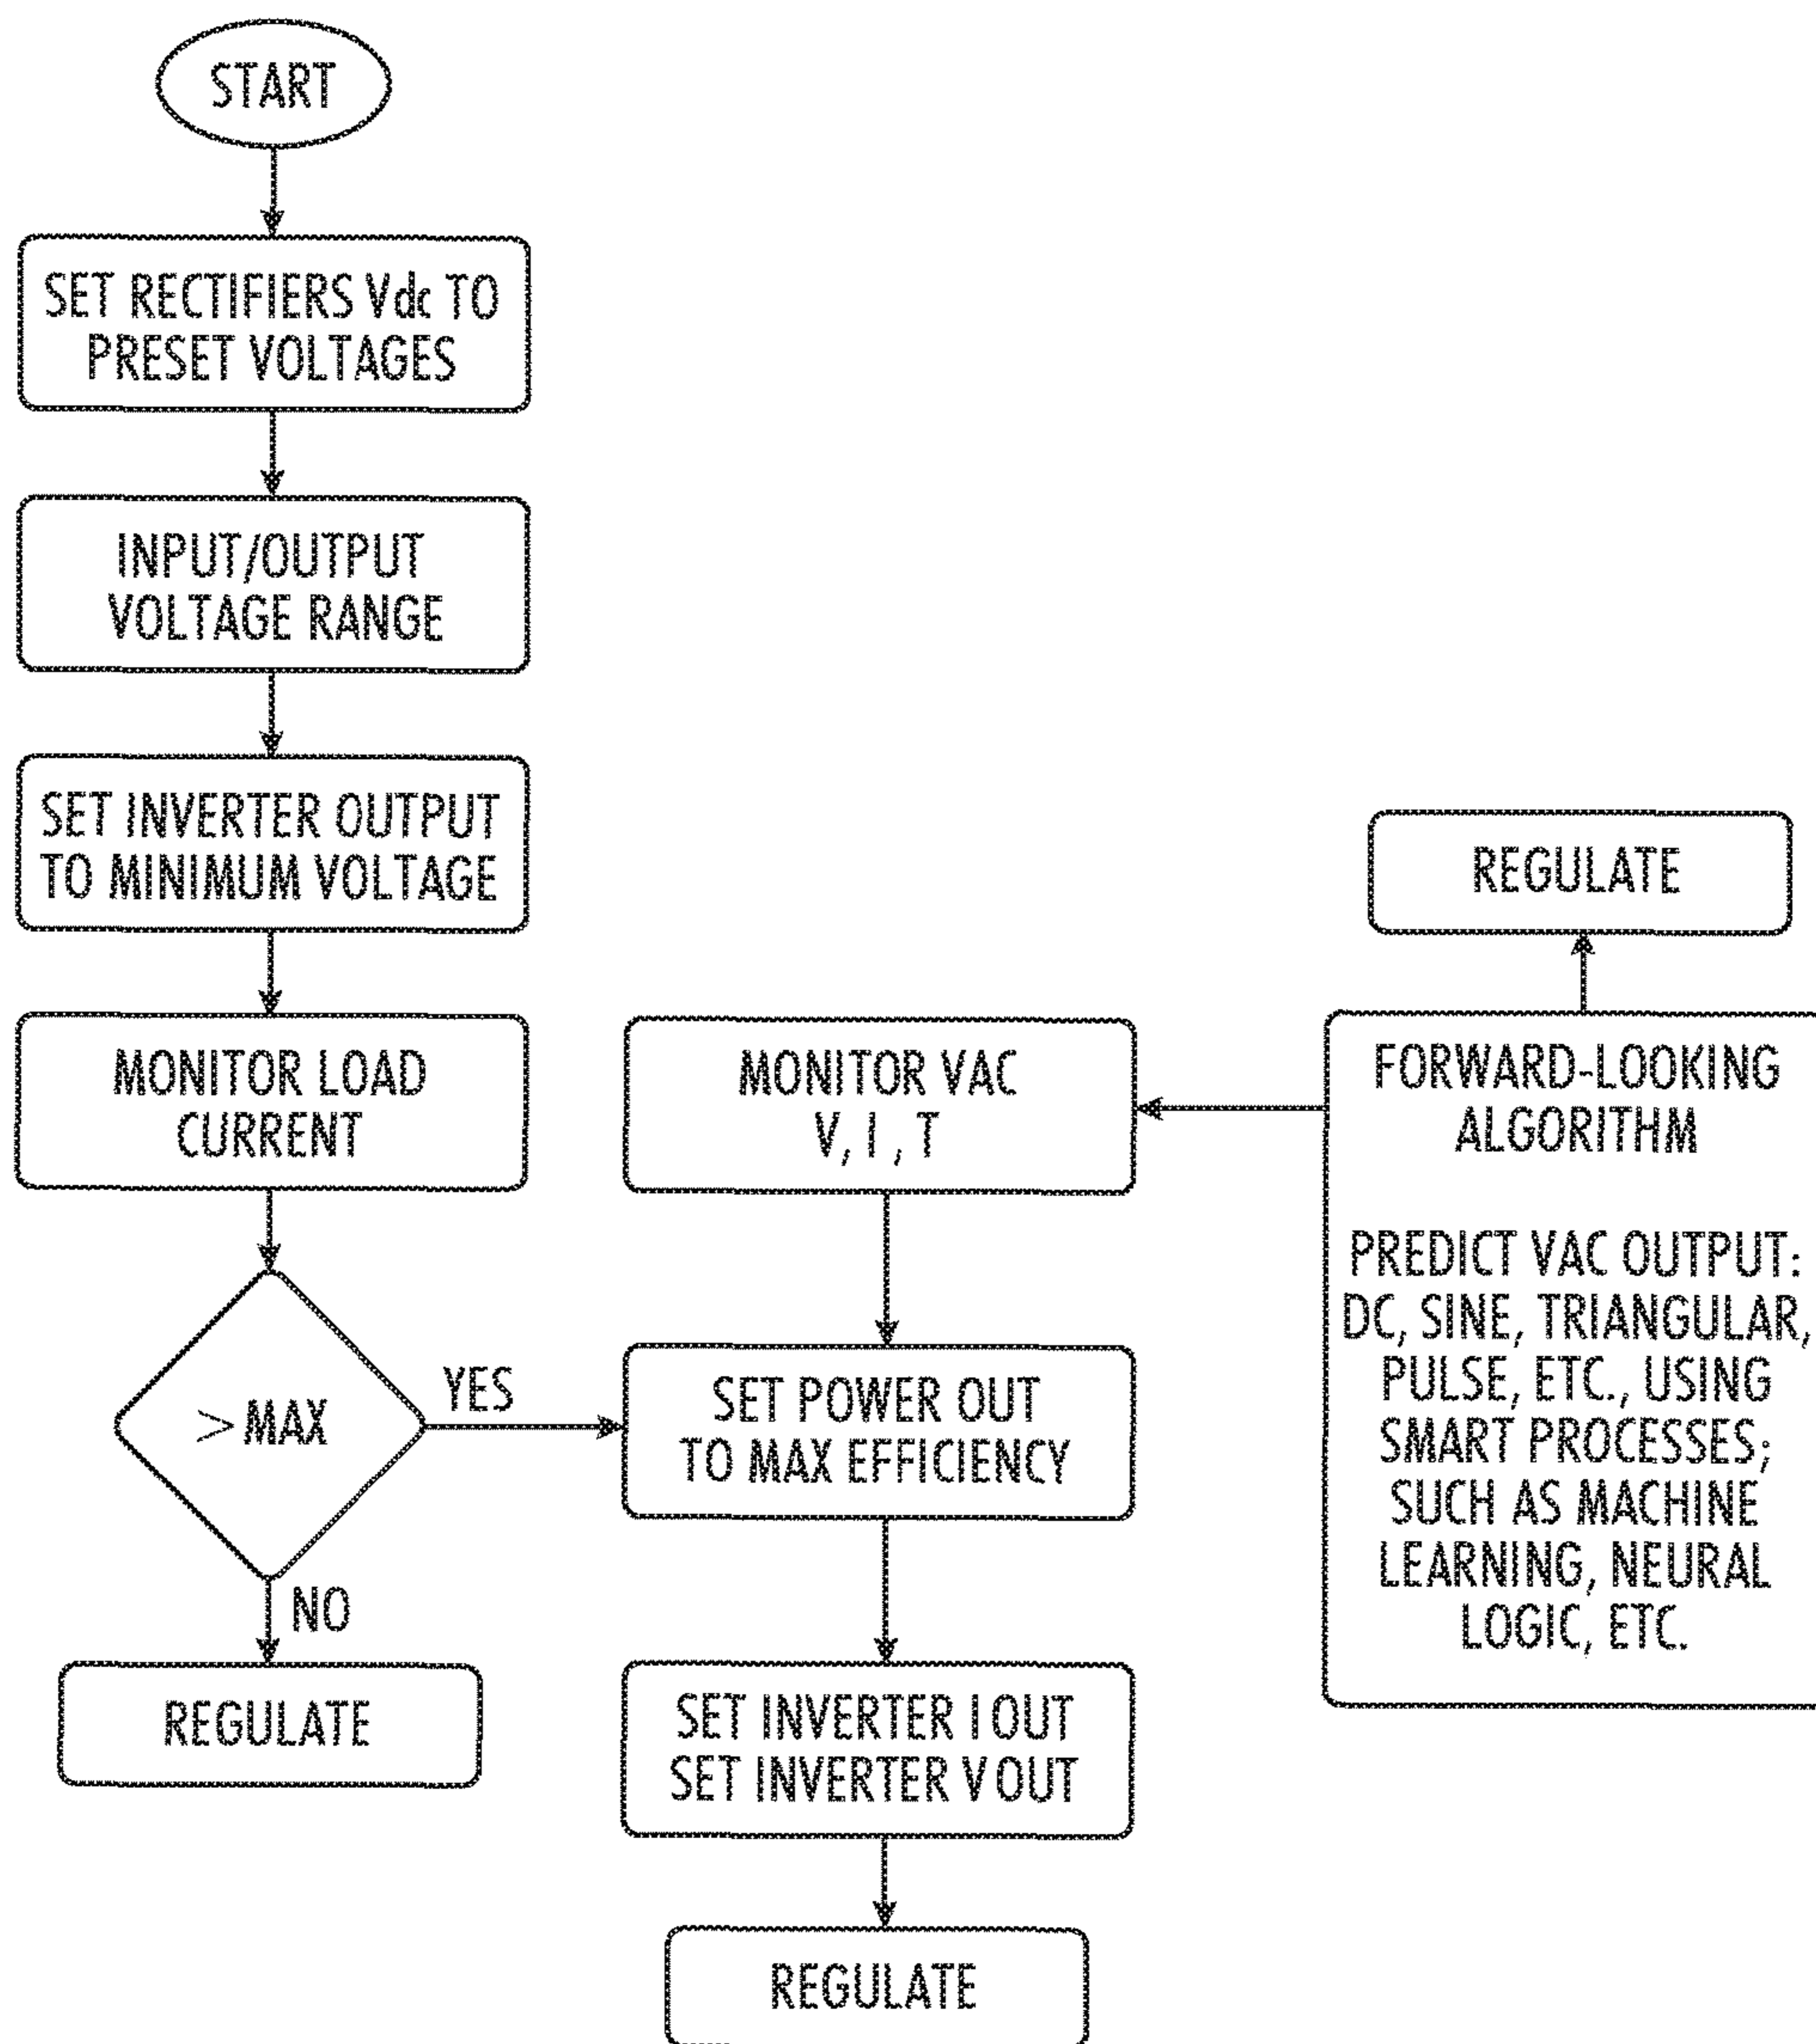 START
SET RECTIFIERS Vdc TO
PRESET VOLTAGES
INPUT/OUTPUT
VOLTAGE RANGE
SET INVERTER OUTPUT
TO MINIMUM VOLTAGE
MONITOR LOAD
CURRENT
> MAX
YES
NO
REGULATE
MONITOR VAC
V, I , T
SET POWER OUT
TO MAX EFFICIENCY
SET INVERTER I OUT
SET INVERTER V OUT
REGULATE
REGULATE
FORWARD-LOOKING
ALGORITHM
PREDICT VAC OUTPUT:
DC, SINE, TRIANGULAR,
PULSE, ETC., USING
SMART PROCESSES;
SUCH AS MACHINE
LEARNING, NEURAL
LOGIC, ETC.